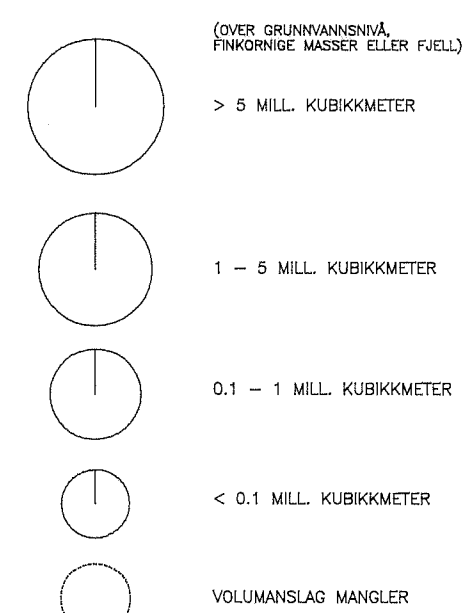 (OVER GRUNNVANNSNIVÅ,
FINKORNIGE MASSER ELLER FJELL)
> 5 MILL. KUBIKKMETER
1 – 5 MILL. KUBIKKMETER
0.1 – 1 MILL. KUBIKKMETER
< 0.1 MILL. KUBIKKMETER
VOLUMANSLAG MANGLER